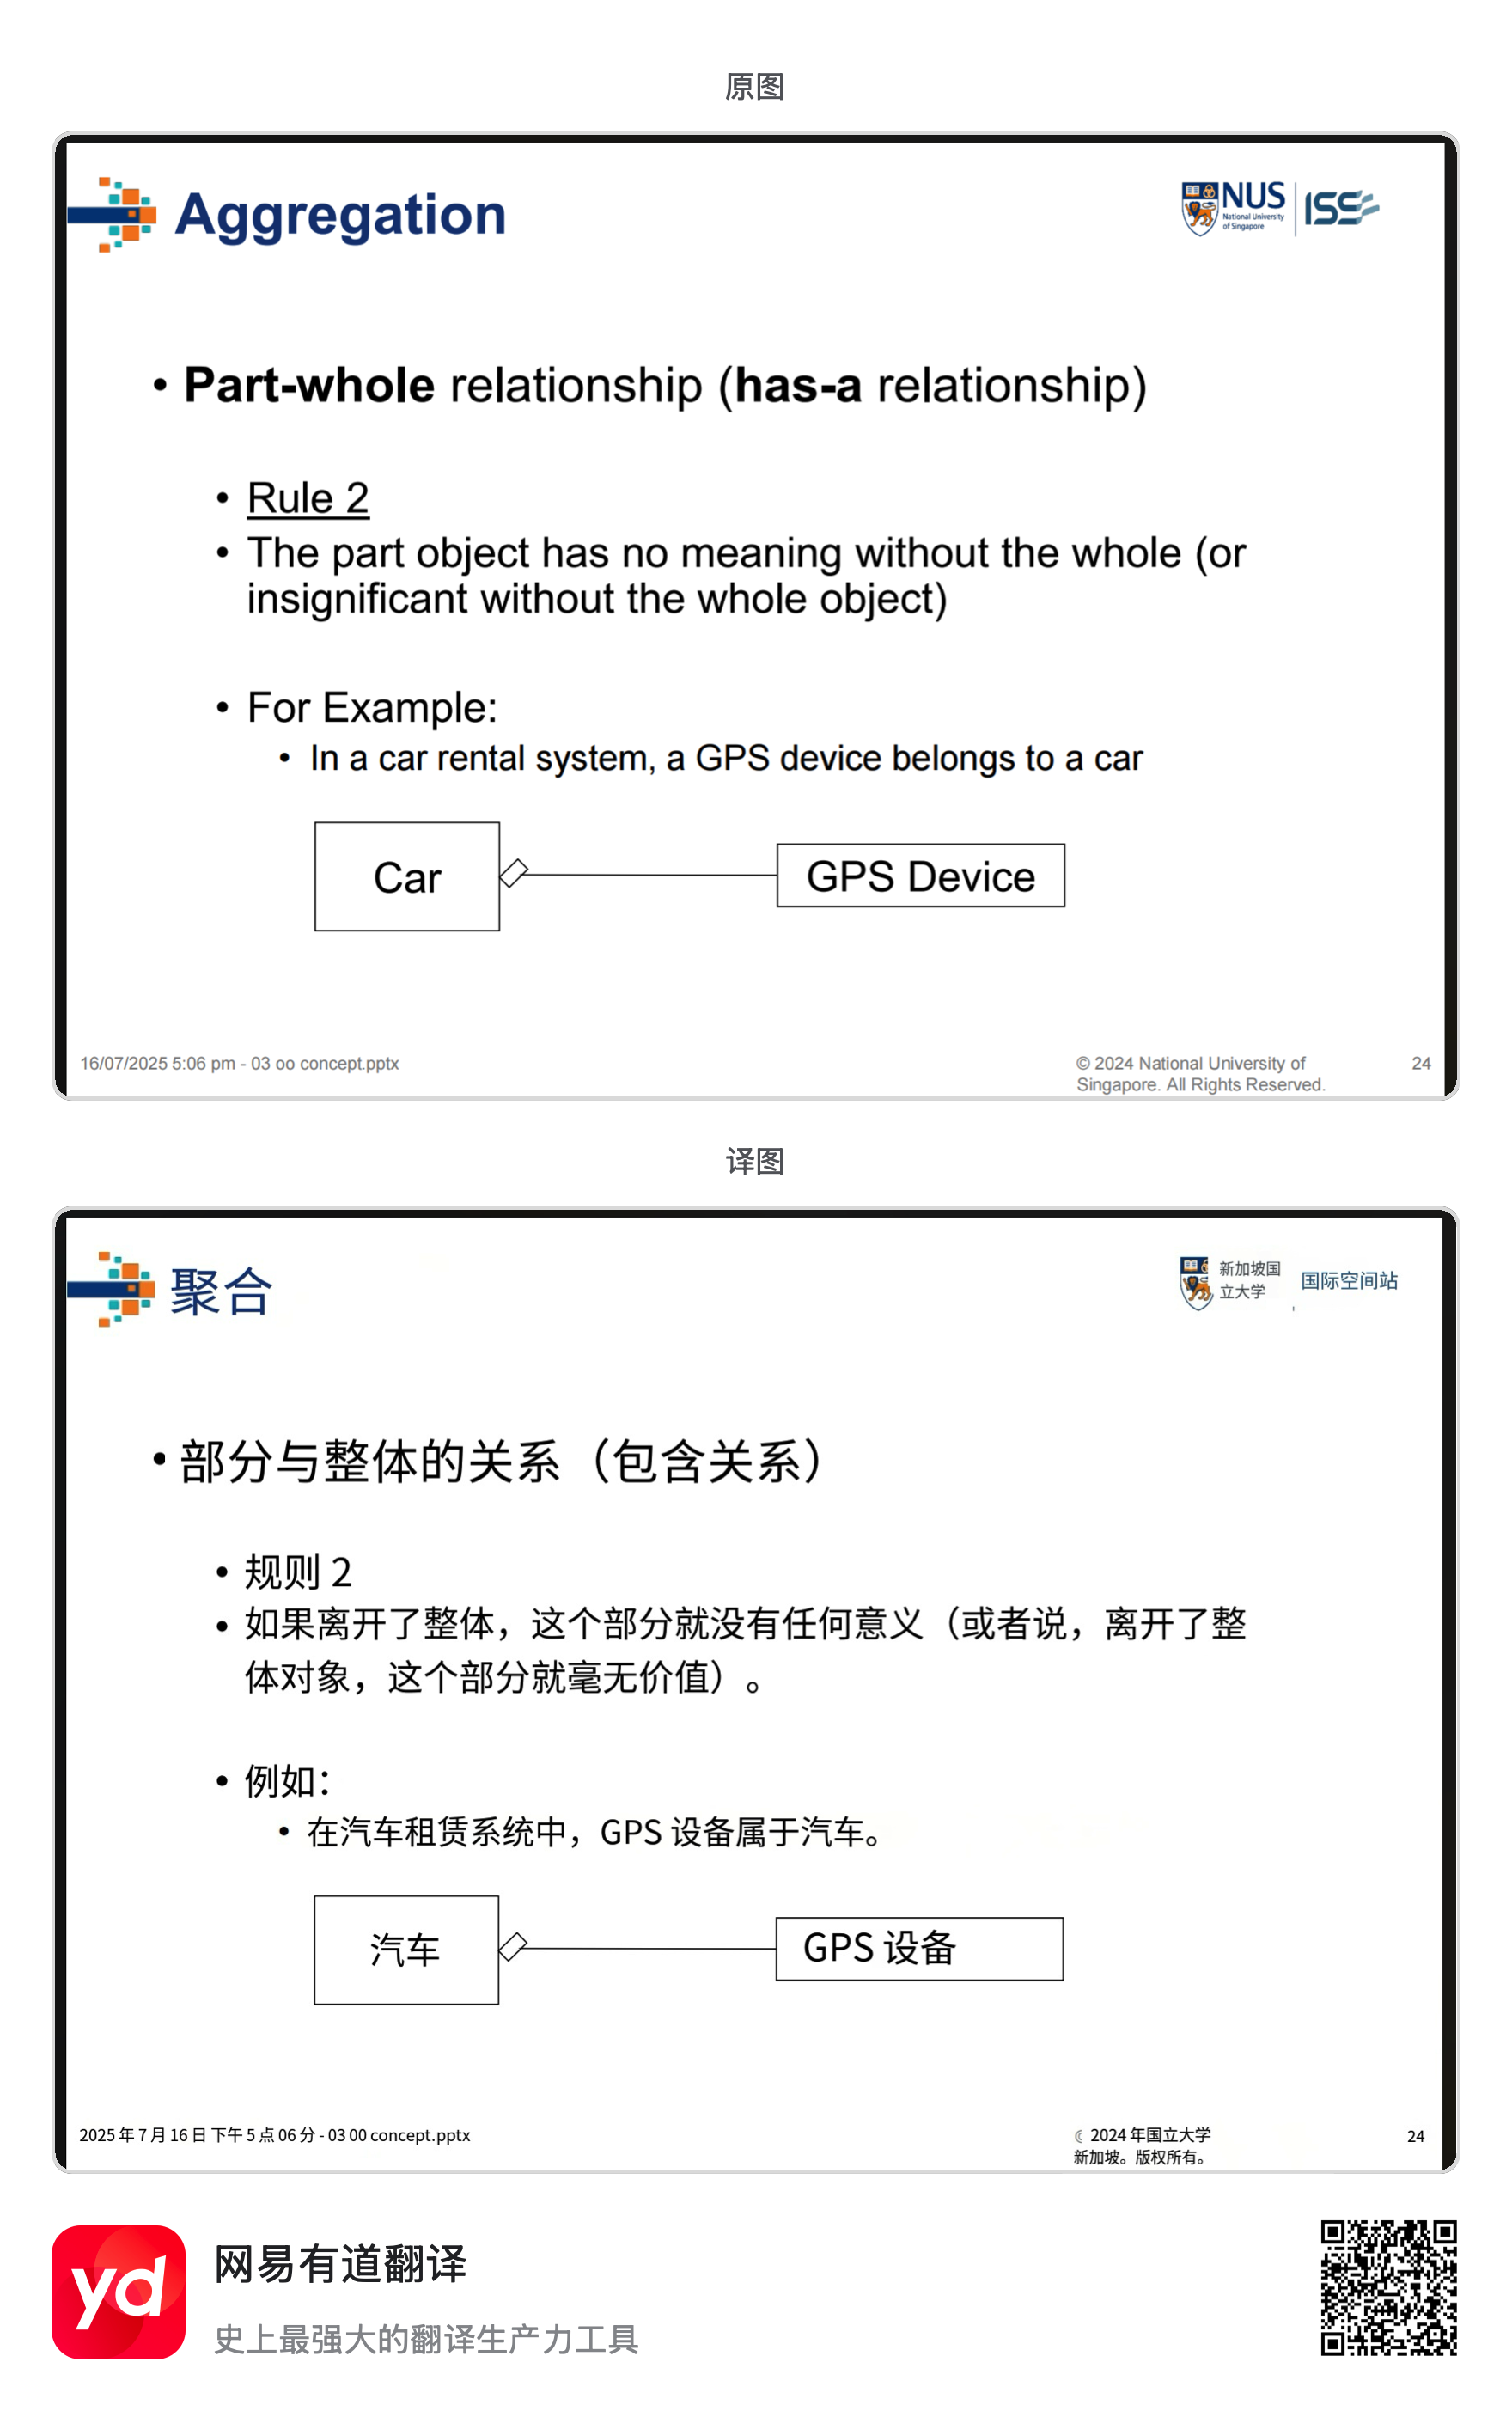 原图
Aggregation
NUS
National University
of Singapore
ISS
• Part-whole relationship (has-a relationship)
• Rule 2
• The part object has no meaning without the whole (or
insignificant without the whole object)
• For Example:
• In a car rental system, a GPS device belongs to a car
Car
GPS Device
16/07/2025 5:06 pm - 03 oo concept.pptx
© 2024 National University of
Singapore. All Rights Reserved.
24
译图
聚合
新加坡国
立大学
国际空间站
• 部分与整体的关系（包含关系）
• 规则 2
• 如果离开了整体，这个部分就没有任何意义（或者说，离开了整
体对象，这个部分就毫无价值）。
• 例如：
• 在汽车租赁系统中，GPS 设备属于汽车。
汽车
GPS 设备
2025 年 7 月 16 日 下午 5 点 06 分 - 03 00 concept.pptx
2024 年国立大学
新加坡。版权所有。
24
yd
网易有道翻译
史上最强大的翻译生产力工具